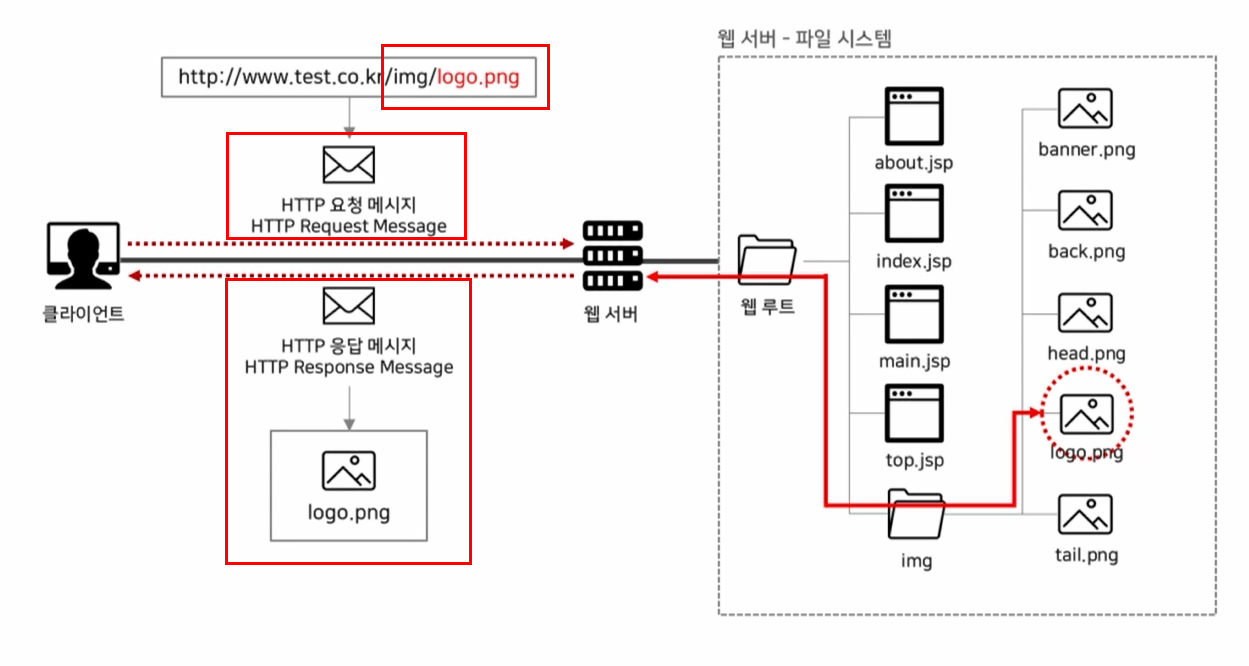 웹 서버 - 파일 시스템
http://www.test.co.kr/img/logo.png
HTTP 요청 메시지
HTTP Request Message
클라이언트
HTTP 응답 메시지
HTTP Response Message
logo.png
웹 서버
웹 루트
about.jsp
index.jsp
main.jsp
top.jsp
img
banner.png
back.png
head.png
logo.png
tail.png